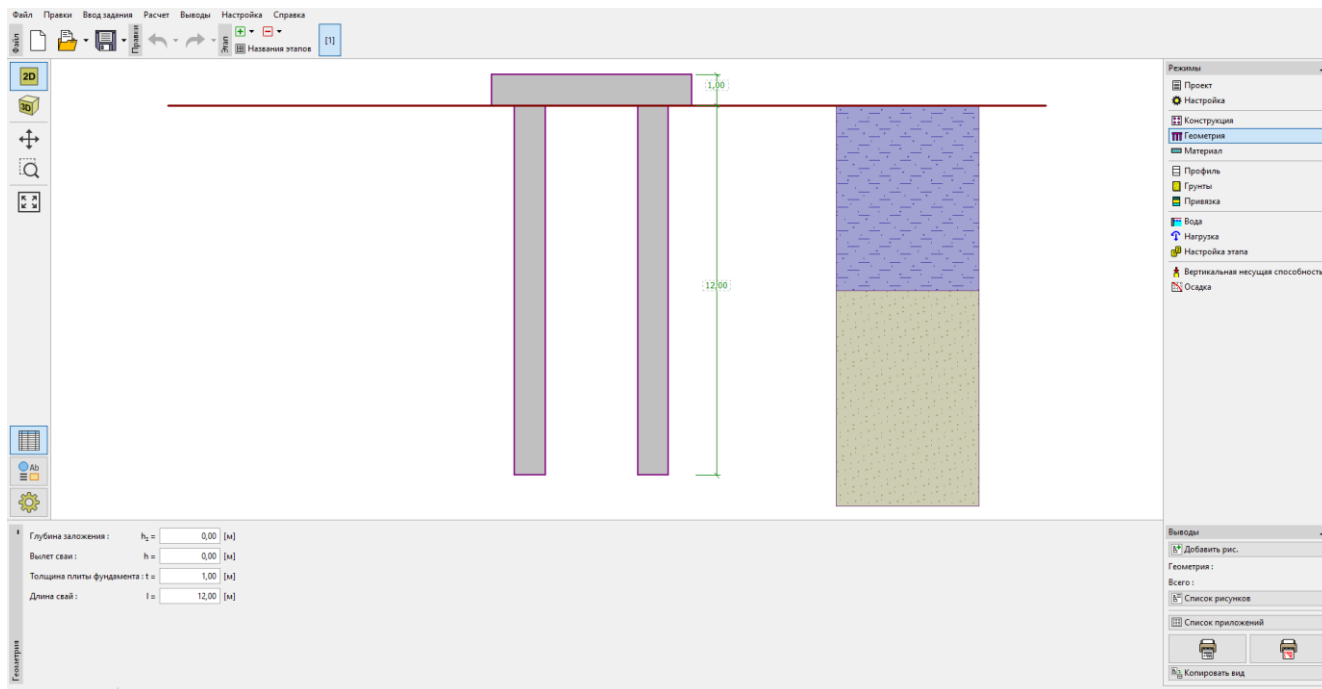 Файл Правки Ввод задания Расчет Выводы Настройка Справка
Файл
Правки
Этап
Названия этапов
[1]
2D
3D
Ab
1,00
12,00
Режимы
Проект
Настройка
Конструкция
Геометрия
Материал
Профиль
Грунты
Привязка
Вода
Нагрузка
Настройка этапа
Вертикальная несущая способность
Осадка
Глубина заложения : hz = 0,00 [м]
Вылет сваи : h = 0,00 [м]
Толщина плиты фундамента : t = 1,00 [м]
Длина свай : l = 12,00 [м]
Геометрия
Выводы
Добавить рис.
Геометрия :
Всего :
Список рисунков
Список приложений
Копировать вид